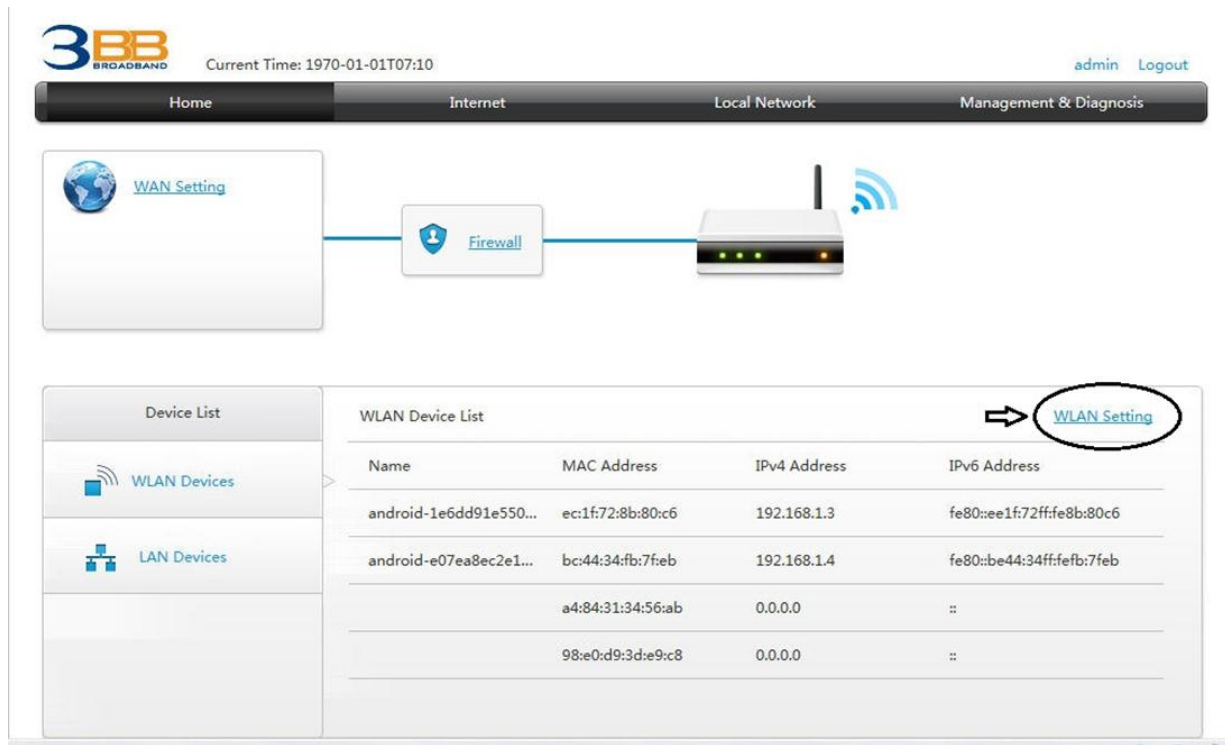 3BB
BROADBAND
Current Time: 1970-01-01T07:10
admin Logout
Home Internet Local Network Management & Diagnosis
WAN Setting
Firewall
Device List
WLAN Device List
WLAN Setting
Name MAC Address IPv4 Address IPv6 Address
WLAN Devices
android-1e6dd91e550... ec:1f:72:8b:80:c6 192.168.1.3 fe80::ee1f:72ff:fe8b:80c6
LAN Devices
android-e07ea8ec2e1... bc:44:34:fb:7f:eb 192.168.1.4 fe80::be44:34ff:fefb:7feb
a4:84:31:34:56:ab 0.0.0.0 ::
98:e0:d9:3d:e9:c8 0.0.0.0 ::